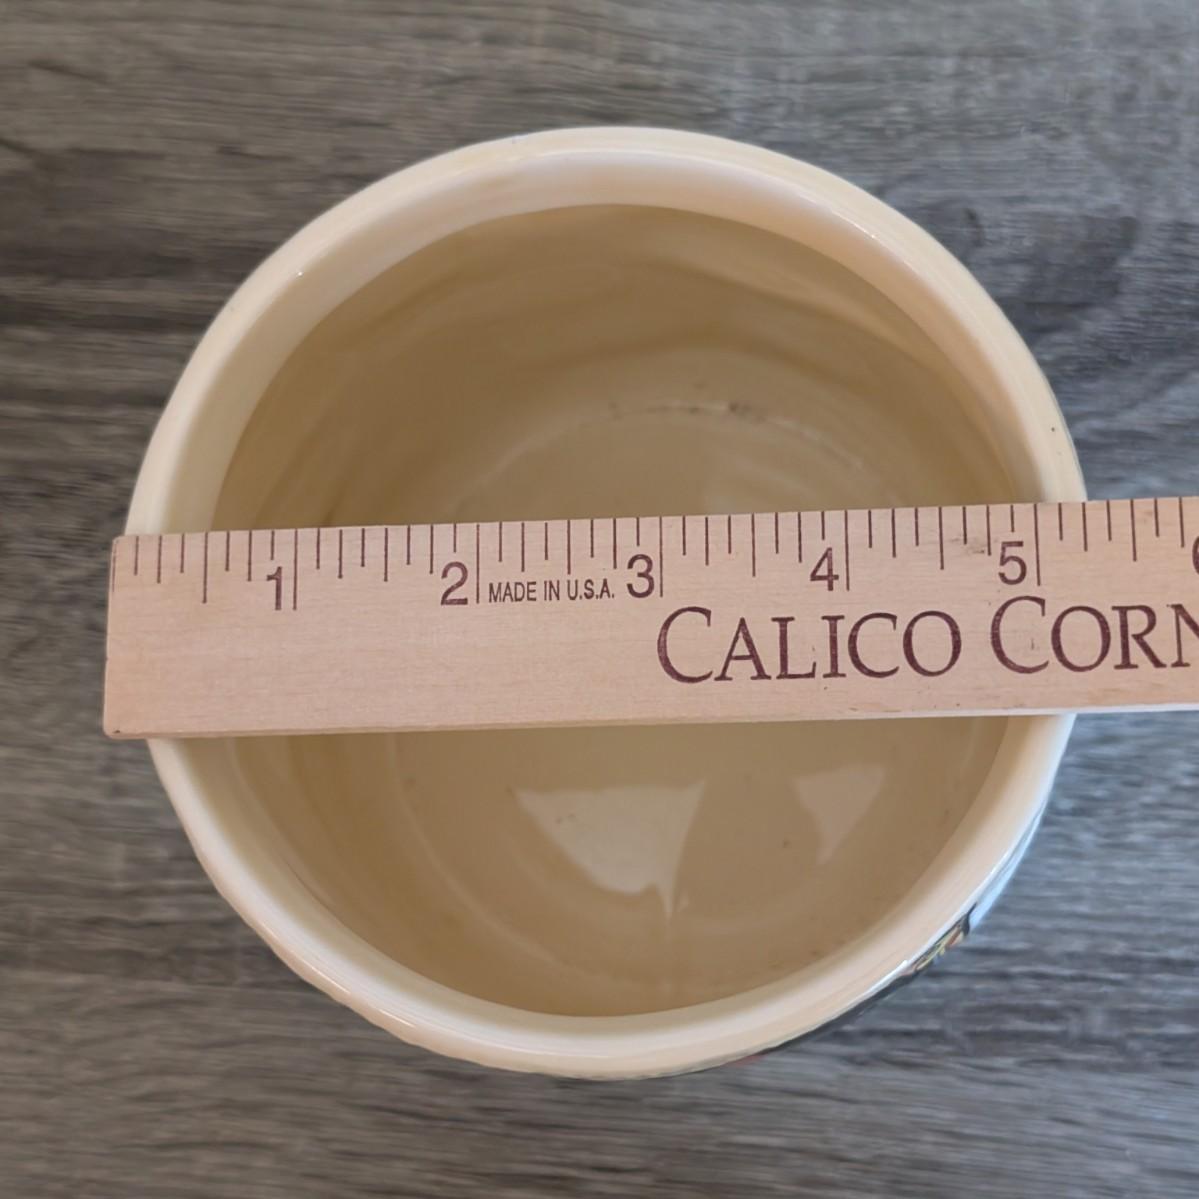 1 2 MADE IN U.S.A. 3 4 5
CALICO CORN